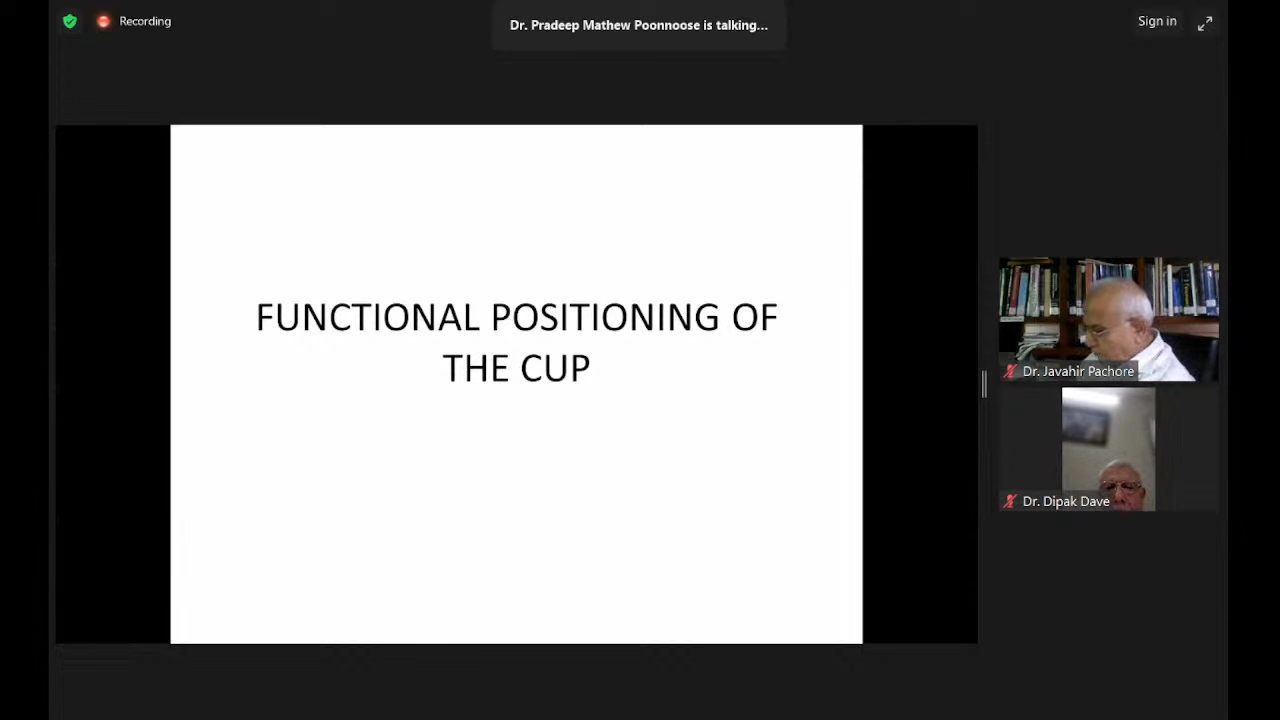 Recording
Dr. Pradeep Mathew Poonnoose is talking...
Sign in
FUNCTIONAL POSITIONING OF
THE CUP
Dr. Javahir Pachore
Dr. Dipak Dave